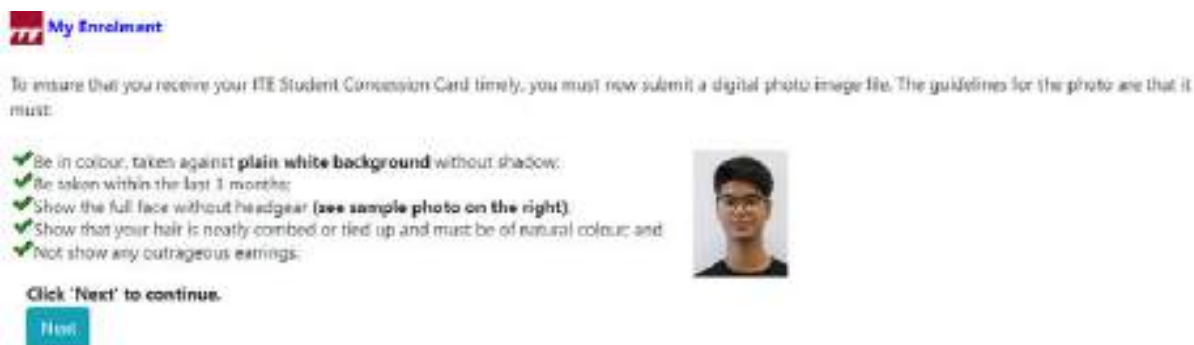 ITE My Enrolment
To ensure that you receive your ITE Student Concession Card timely, you must now submit a digital photo image file. The guidelines for the photo are that it
must:
Be in colour, taken against plain white background without shadow;
Be taken within the last 3 months;
Show the full face without headgear (see sample photo on the right);
Show that your hair is neatly combed or tied up and must be of natural colour; and
Not show any outrageous earrings.
Click 'Next' to continue.
Next